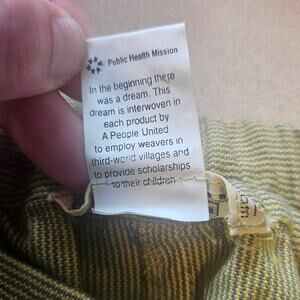 Public Health Mission
In the beginning there
was a dream. This
dream is interwoven in
each product by
A People United
to employ weavers in
third-world villages and
to provide scholarships
to their children